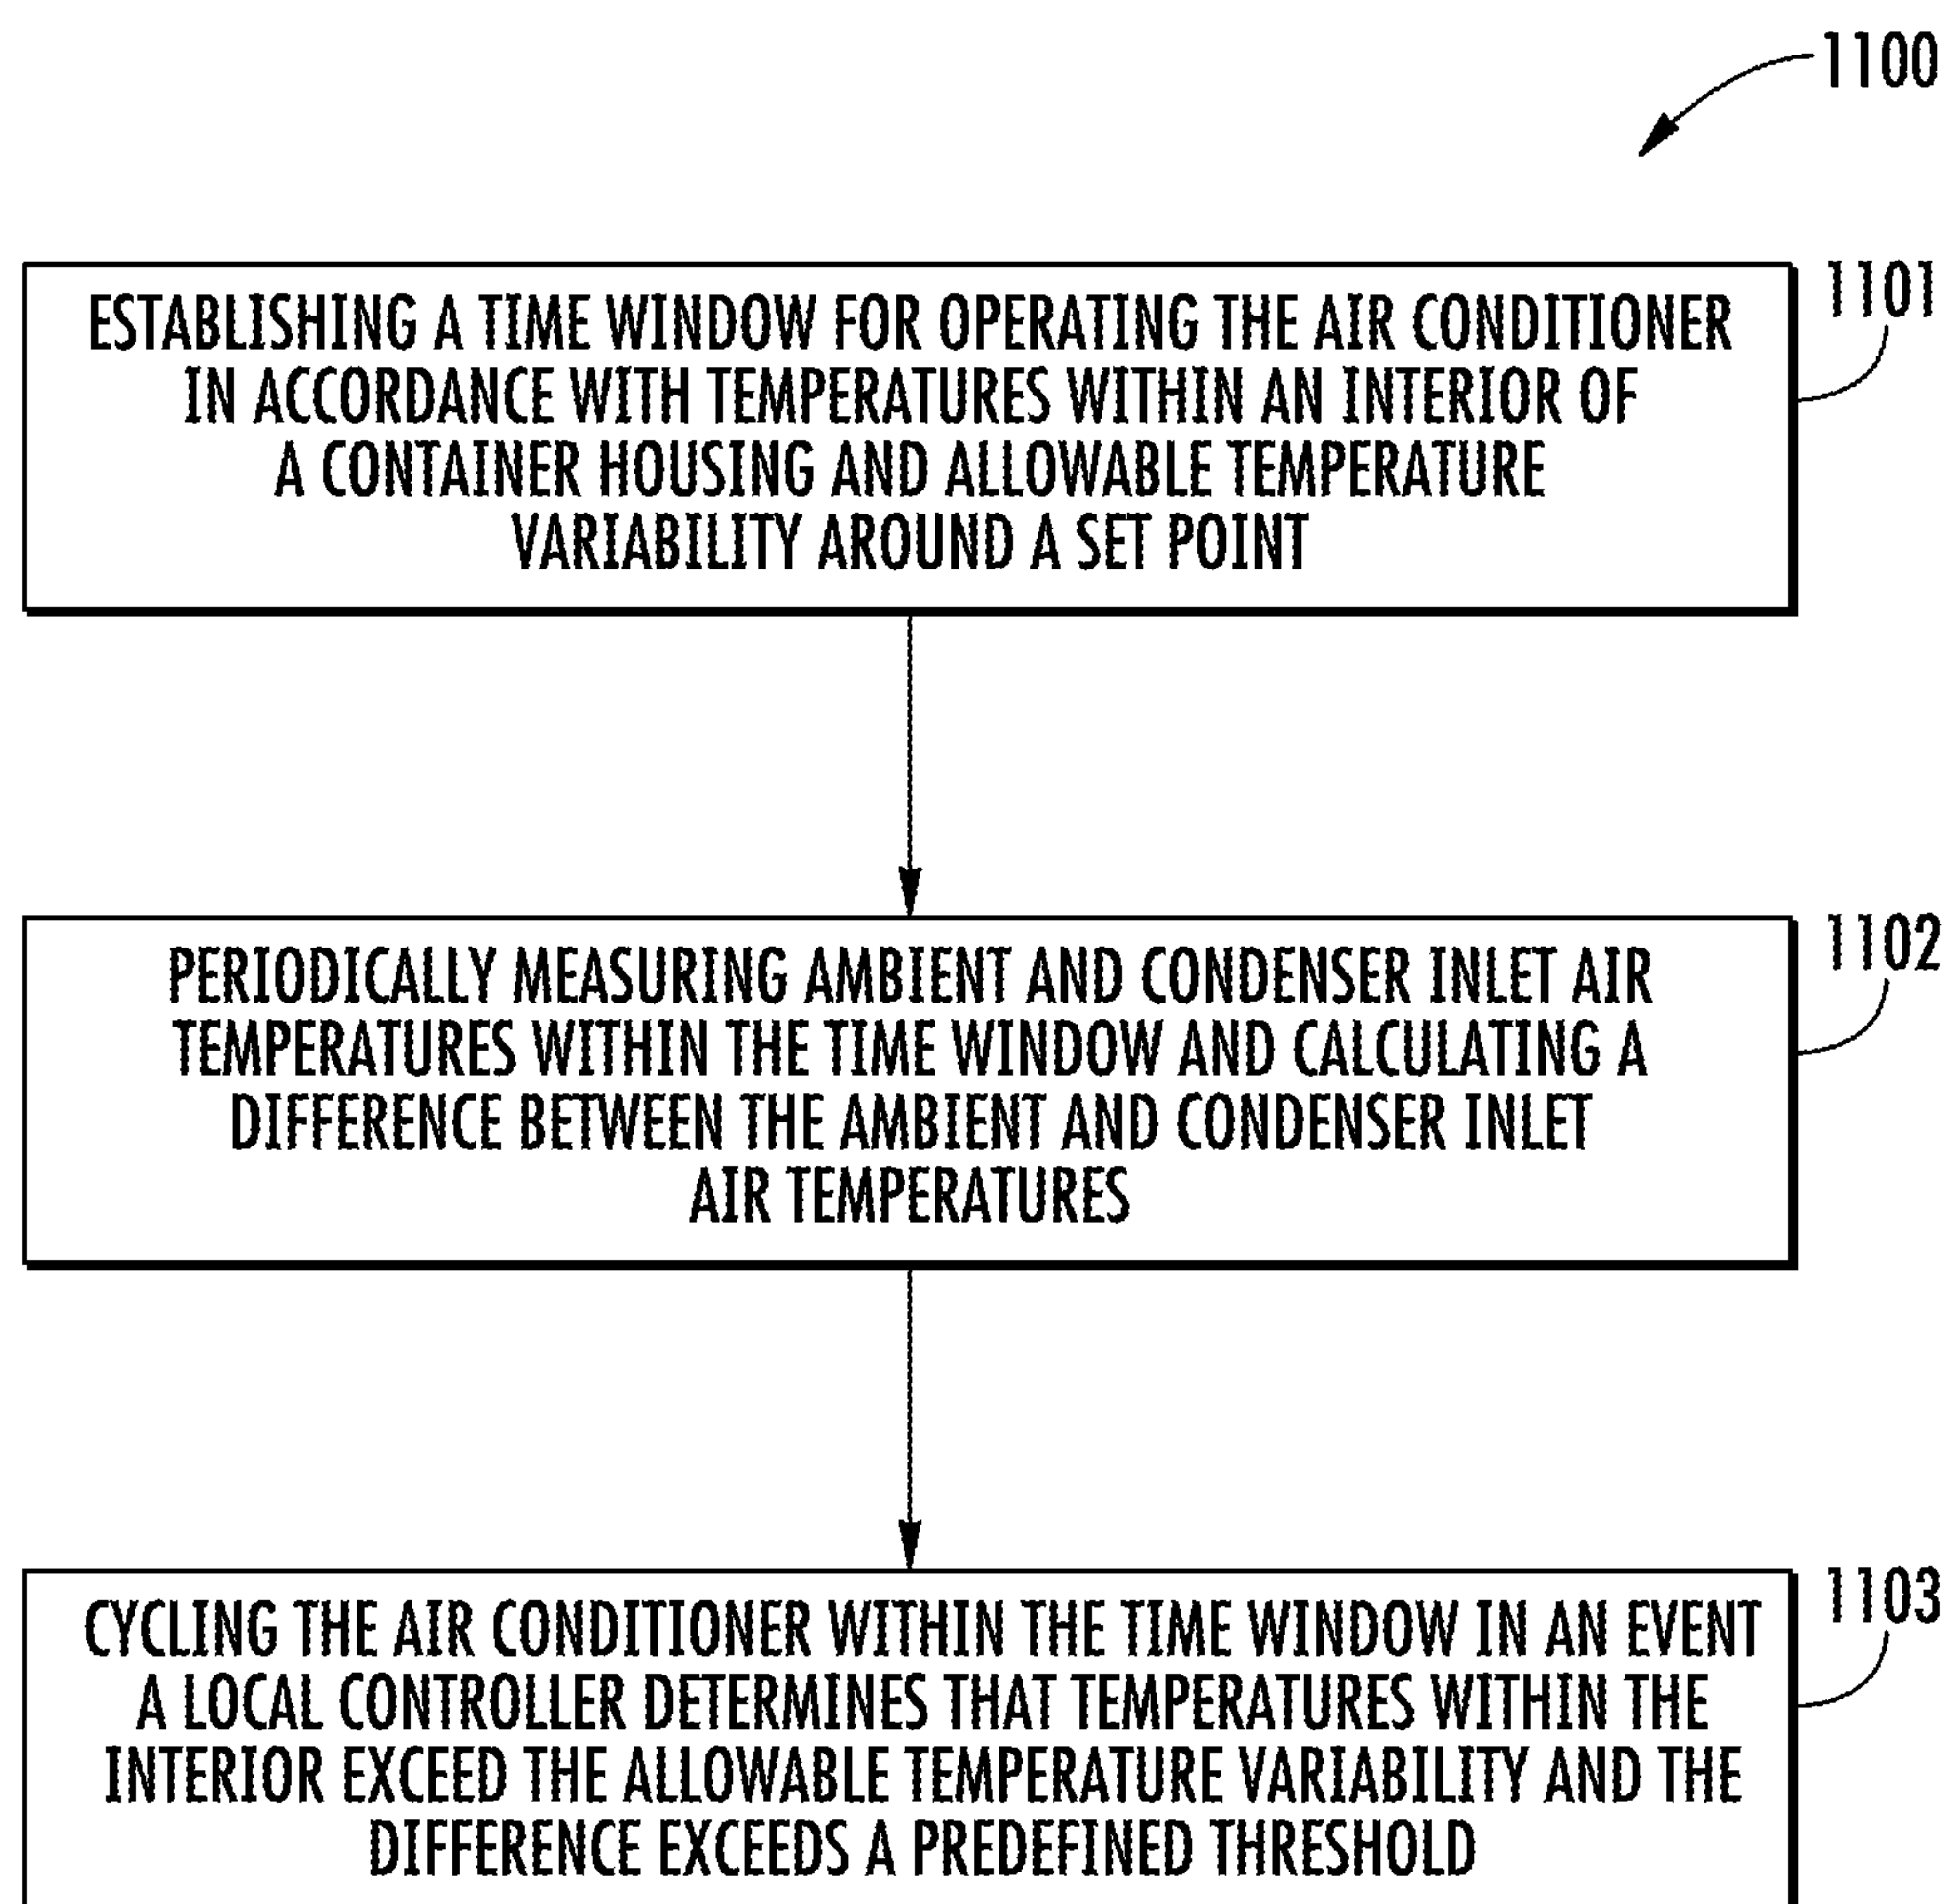 1100
1101
ESTABLISHING A TIME WINDOW FOR OPERATING THE AIR CONDITIONER
IN ACCORDANCE WITH TEMPERATURES WITHIN AN INTERIOR OF
A CONTAINER HOUSING AND ALLOWABLE TEMPERATURE
VARIABILITY AROUND A SET POINT
1102
PERIODICALLY MEASURING AMBIENT AND CONDENSER INLET AIR
TEMPERATURES WITHIN THE TIME WINDOW AND CALCULATING A
DIFFERENCE BETWEEN THE AMBIENT AND CONDENSER INLET
AIR TEMPERATURES
1103
CYCLING THE AIR CONDITIONER WITHIN THE TIME WINDOW IN AN EVENT
A LOCAL CONTROLLER DETERMINES THAT TEMPERATURES WITHIN THE
INTERIOR EXCEED THE ALLOWABLE TEMPERATURE VARIABILITY AND THE
DIFFERENCE EXCEEDS A PREDEFINED THRESHOLD